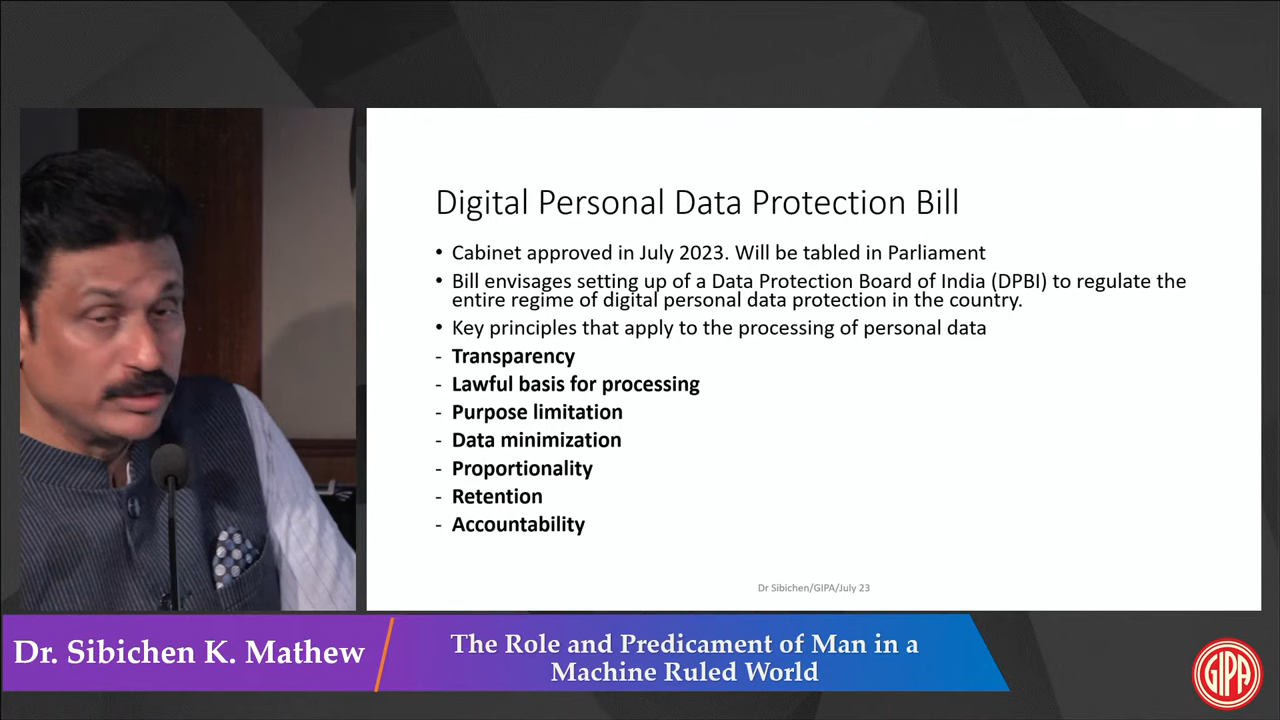 Digital Personal Data Protection Bill
• Cabinet approved in July 2023. Will be tabled in Parliament
• Bill envisages setting up of a Data Protection Board of India (DPBI) to regulate the
entire regime of digital personal data protection in the country.
• Key principles that apply to the processing of personal data
- Transparency
- Lawful basis for processing
- Purpose limitation
- Data minimization
- Proportionality
- Retention
- Accountability
Dr Sibichen/GIPA/July 23
Dr. Sibichen K. Mathew
The Role and Predicament of Man in a
Machine Ruled World
GIPA